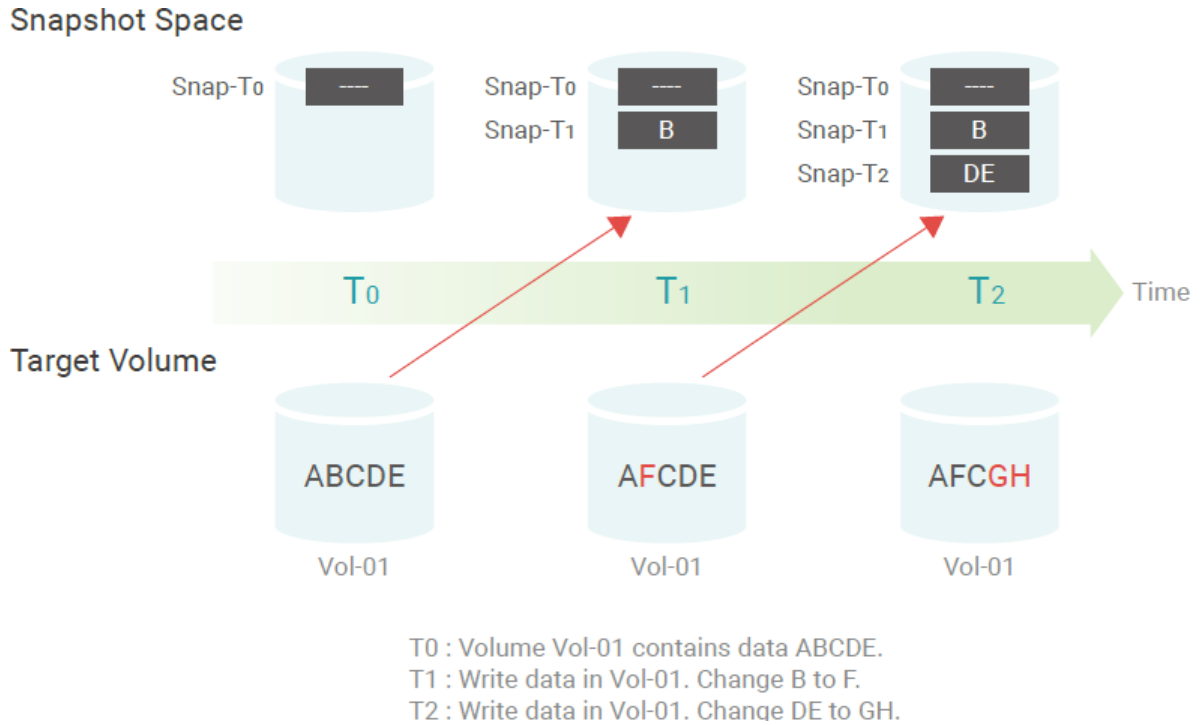 Snapshot Space
Snap-T0 ----
Snap-T0 ----
Snap-T1 B
Snap-T0 ----
Snap-T1 B
Snap-T2 DE
T0 T1 T2 Time
Target Volume
ABCDE
AFCDE
AFCGH
Vol-01
Vol-01
Vol-01
T0 : Volume Vol-01 contains data ABCDE.
T1 : Write data in Vol-01. Change B to F.
T2 : Write data in Vol-01. Change DE to GH.